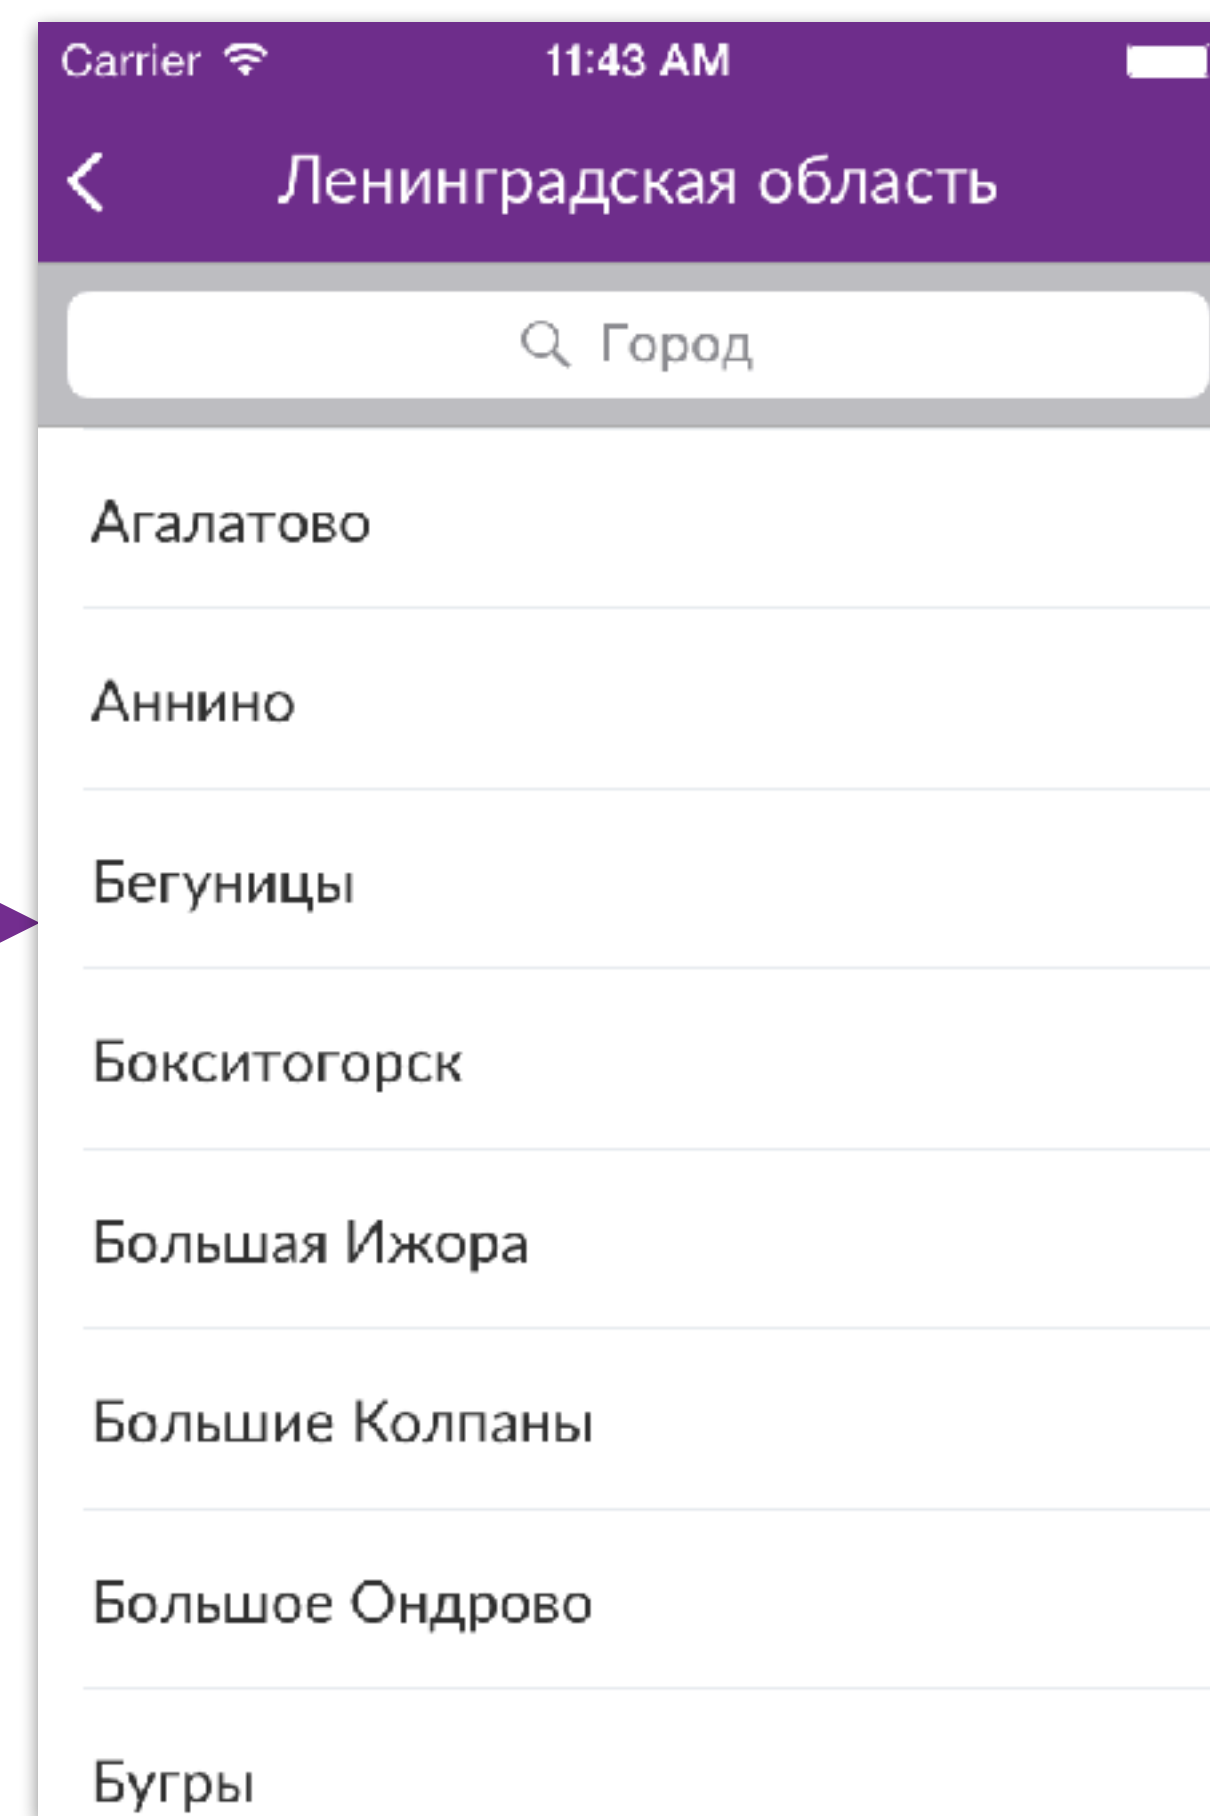 Carrier 11:43 AM
Ленинградская область
Город
Агалатово
Аннино
Бегуницы
Бокситогорск
Большая Ижора
Большие Колпаны
Большое Ондрово
Бугры